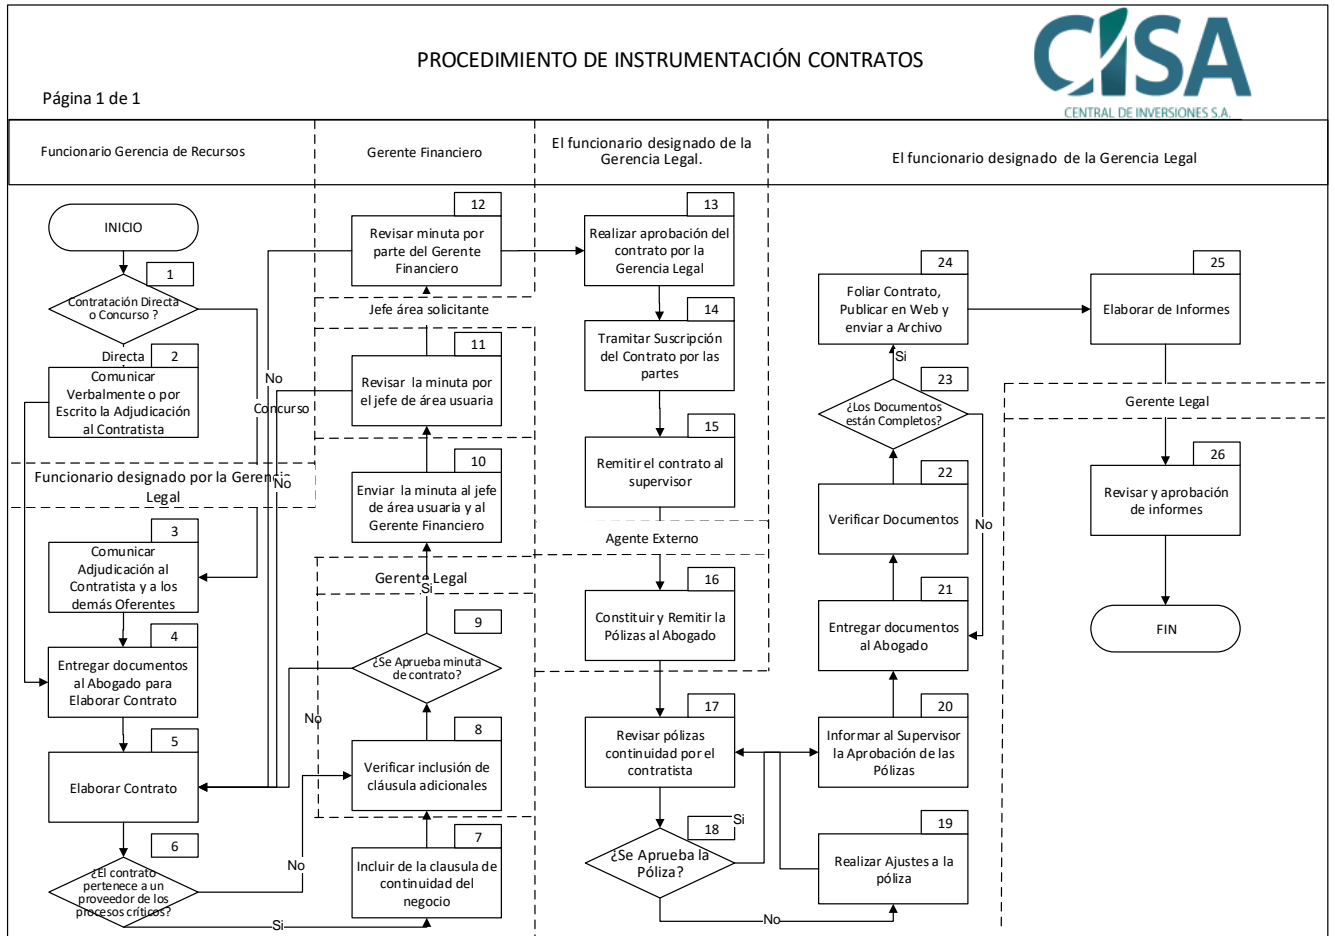 PROCEDIMIENTO DE INSTRUMENTACIÓN CONTRATOS
CISA
CENTRAL DE INVERSIONES S.A.
Página 1 de 1
Funcionario Gerencia de Recursos
Gerente Financiero
El funcionario designado de la
Gerencia Legal.
El funcionario designado de la Gerencia Legal
INICIO
1
Contratación Directa
o Concurso ?
Directa
Concurso
2
Comunicar
Verbalmente o por
Escrito la Adjudicación
al Contratista
Funcionario designado por la Gerencia
Legal
3
Comunicar
Adjudicación al
Contratista y a los
demás Oferentes
4
Entregar documentos
al Abogado para
Elaborar Contrato
5
Elaborar Contrato
6
¿El contrato
pertenece a un
proveedor de los
procesos críticos?
No
Si
12
Revisar minuta por
parte del Gerente
Financiero
No
Jefe área solicitante
11
Revisar la minuta por
el jefe de área usuaria
No
10
Enviar la minuta al jefe
de área usuaria y al
Gerente Financiero
Gerente Legal
Si
9
¿Se Aprueba minuta
de contrato?
No
8
Verificar inclusión de
cláusula adicionales
7
Incluir de la clausula de
continuidad del
negocio
13
Realizar aprobación del
contrato por la
Gerencia Legal
14
Tramitar Suscripción
del Contrato por las
partes
15
Remitir el contrato al
supervisor
Agente Externo
16
Constituir y Remitir la
Pólizas al Abogado
17
Revisar pólizas
continuidad por el
contratista
18
¿Se Aprueba la
Póliza?
Si
No
24
Foliar Contrato,
Publicar en Web y
enviar a Archivo
Si
23
¿Los Documentos
están Completos?
No
22
Verificar Documentos
21
Entregar documentos
al Abogado
20
Informar al Supervisor
la Aprobación de las
Pólizas
19
Realizar Ajustes a la
póliza
25
Elaborar de Informes
Gerente Legal
26
Revisar y aprobación
de informes
FIN